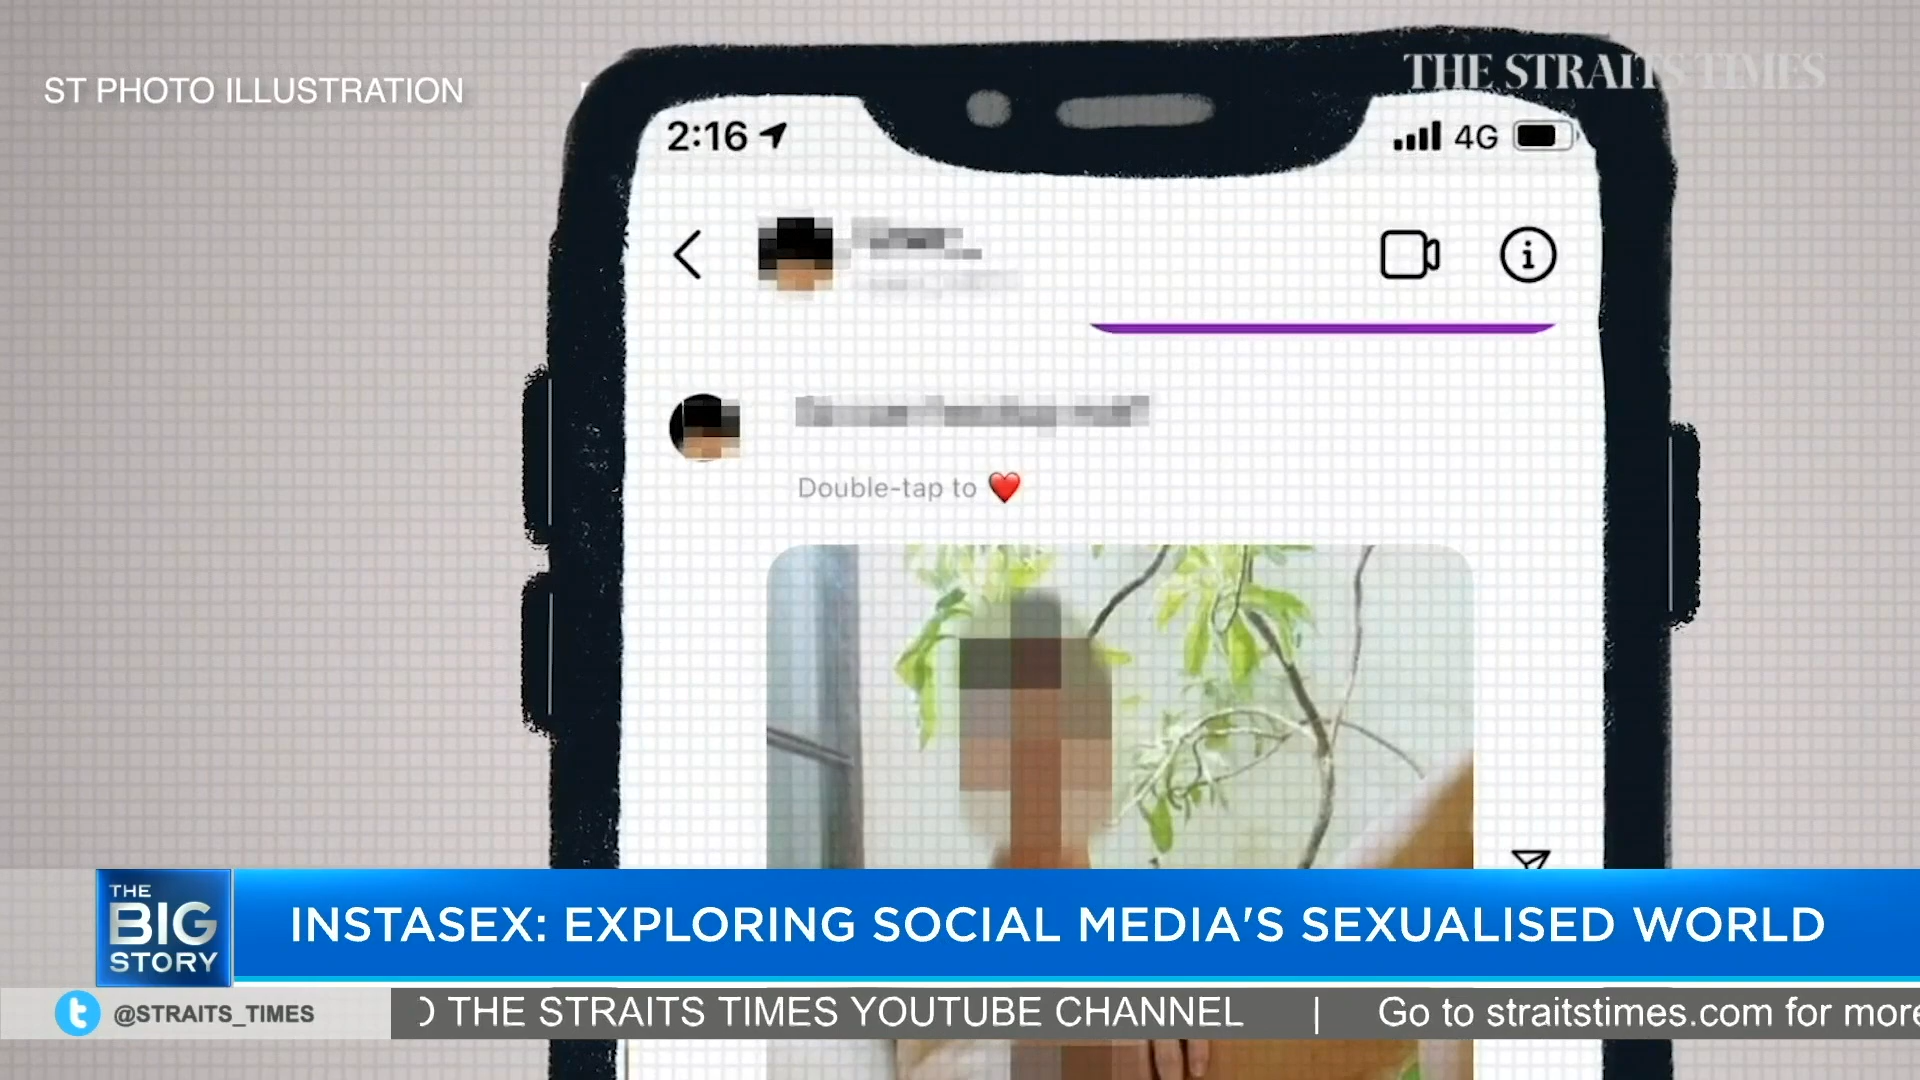 ST PHOTO ILLUSTRATION
THE STRAITS TIMES
2:16
4G
Double-tap to ❤️
THE
BIG
STORY
INSTASEX: EXPLORING SOCIAL MEDIA'S SEXUALISED WORLD
@STRAITS_TIMES
THE STRAITS TIMES YOUTUBE CHANNEL | Go to straitstimes.com for more